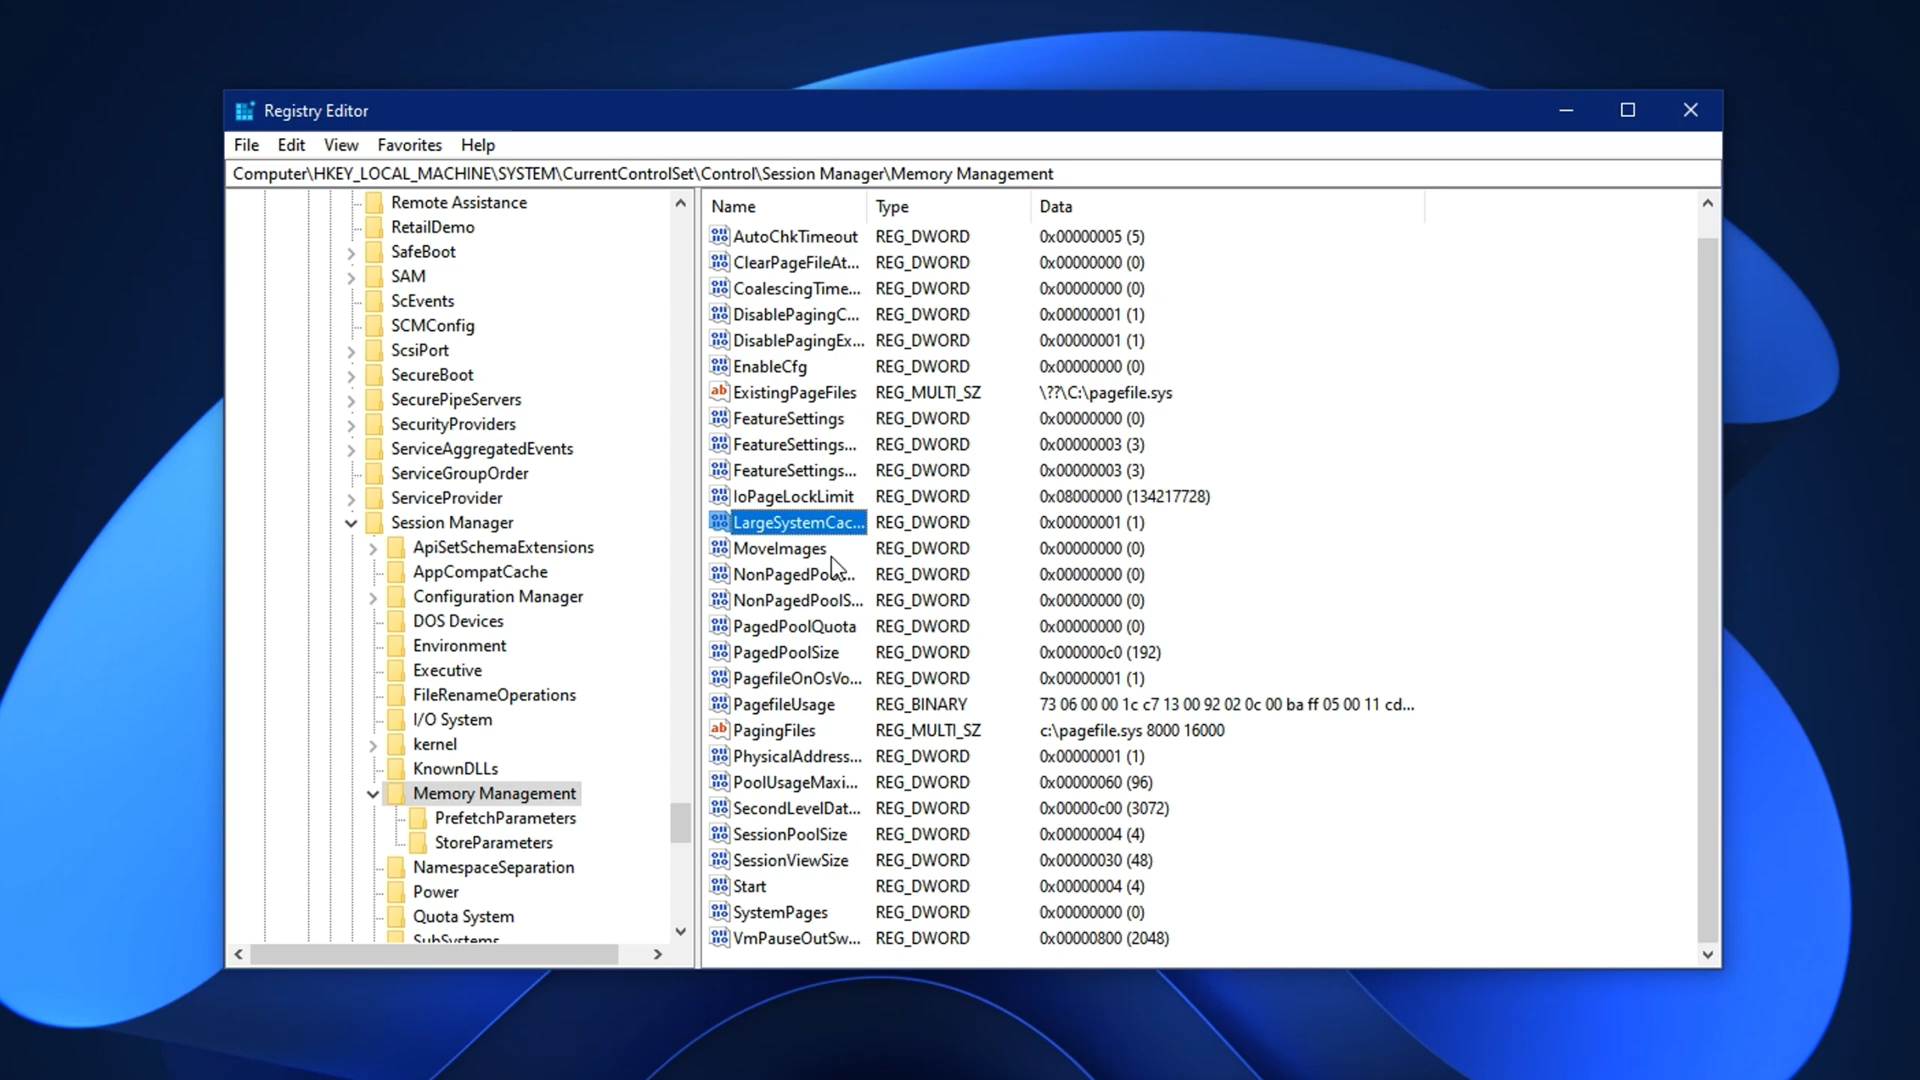 Registry Editor
File Edit View Favorites Help
Computer\HKEY_LOCAL_MACHINE\SYSTEM\CurrentControlSet\Control\Session Manager\Memory Management
Remote Assistance
RetailDemo
SafeBoot
SAM
ScEvents
SCMConfig
ScsiPort
SecureBoot
SecurePipeServers
SecurityProviders
ServiceAggregatedEvents
ServiceGroupOrder
ServiceProvider
Session Manager
ApiSetSchemaExtensions
AppCompatCache
Configuration Manager
DOS Devices
Environment
Executive
FileRenameOperations
I/O System
kernel
KnownDLLs
Memory Management
PrefetchParameters
StoreParameters
NamespaceSeparation
Power
Quota System
SubSystems
Name Type Data
AutoChkTimeout REG_DWORD 0x00000005 (5)
ClearPageFileAt... REG_DWORD 0x00000000 (0)
CoalescingTime... REG_DWORD 0x00000000 (0)
DisablePagingC... REG_DWORD 0x00000001 (1)
DisablePagingEx... REG_DWORD 0x00000001 (1)
EnableCfg REG_DWORD 0x00000000 (0)
ExistingPageFiles REG_MULTI_SZ \??\C:\pagefile.sys
FeatureSettings REG_DWORD 0x00000000 (0)
FeatureSettings... REG_DWORD 0x00000003 (3)
FeatureSettings... REG_DWORD 0x00000003 (3)
IoPageLockLimit REG_DWORD 0x08000000 (134217728)
LargeSystemCac... REG_DWORD 0x00000001 (1)
MoveImages REG_DWORD 0x00000000 (0)
NonPagedPoo... REG_DWORD 0x00000000 (0)
NonPagedPoolS... REG_DWORD 0x00000000 (0)
PagedPoolQuota REG_DWORD 0x00000000 (0)
PagedPoolSize REG_DWORD 0x000000c0 (192)
PagefileOnOsVo... REG_DWORD 0x00000001 (1)
PagefileUsage REG_BINARY 73 06 00 00 1c c7 13 00 92 02 0c 00 ba ff 05 00 11 cd...
PagingFiles REG_MULTI_SZ c:\pagefile.sys 8000 16000
PhysicalAddress... REG_DWORD 0x00000001 (1)
PoolUsageMaxi... REG_DWORD 0x00000060 (96)
SecondLevelDat... REG_DWORD 0x00000c00 (3072)
SessionPoolSize REG_DWORD 0x00000004 (4)
SessionViewSize REG_DWORD 0x00000030 (48)
Start REG_DWORD 0x00000004 (4)
SystemPages REG_DWORD 0x00000000 (0)
VmPauseOutSw... REG_DWORD 0x00000800 (2048)